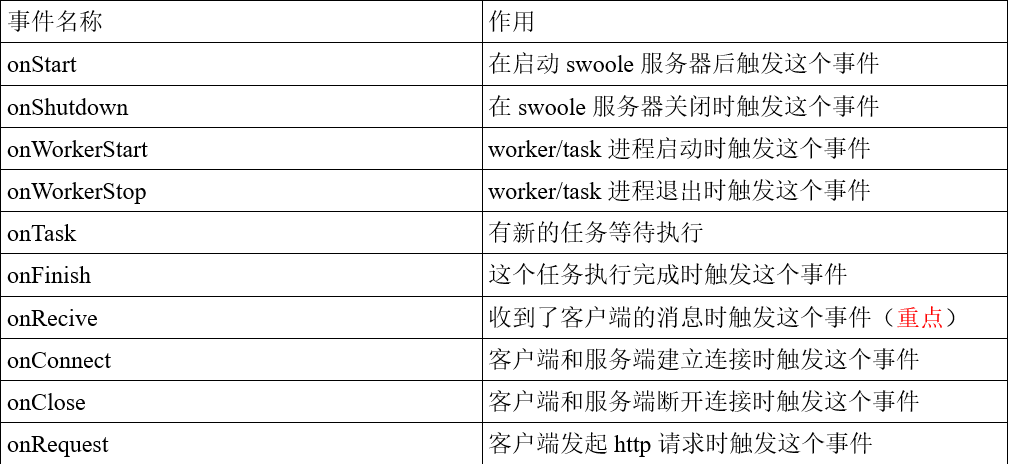 事件名称 作用
onStart 在启动 swoole 服务器后触发这个事件
onShutdown 在 swoole 服务器关闭时触发这个事件
onWorkerStart worker/task 进程启动时触发这个事件
onWorkerStop worker/task 进程退出时触发这个事件
onTask 有新的任务等待执行
onFinish 这个任务执行完成时触发这个事件
onRecive 收到了客户端的消息时触发这个事件（重点）
onConnect 客户端和服务端建立连接时触发这个事件
onClose 客户端和服务端断开连接时触发这个事件
onRequest 客户端发起 http 请求时触发这个事件